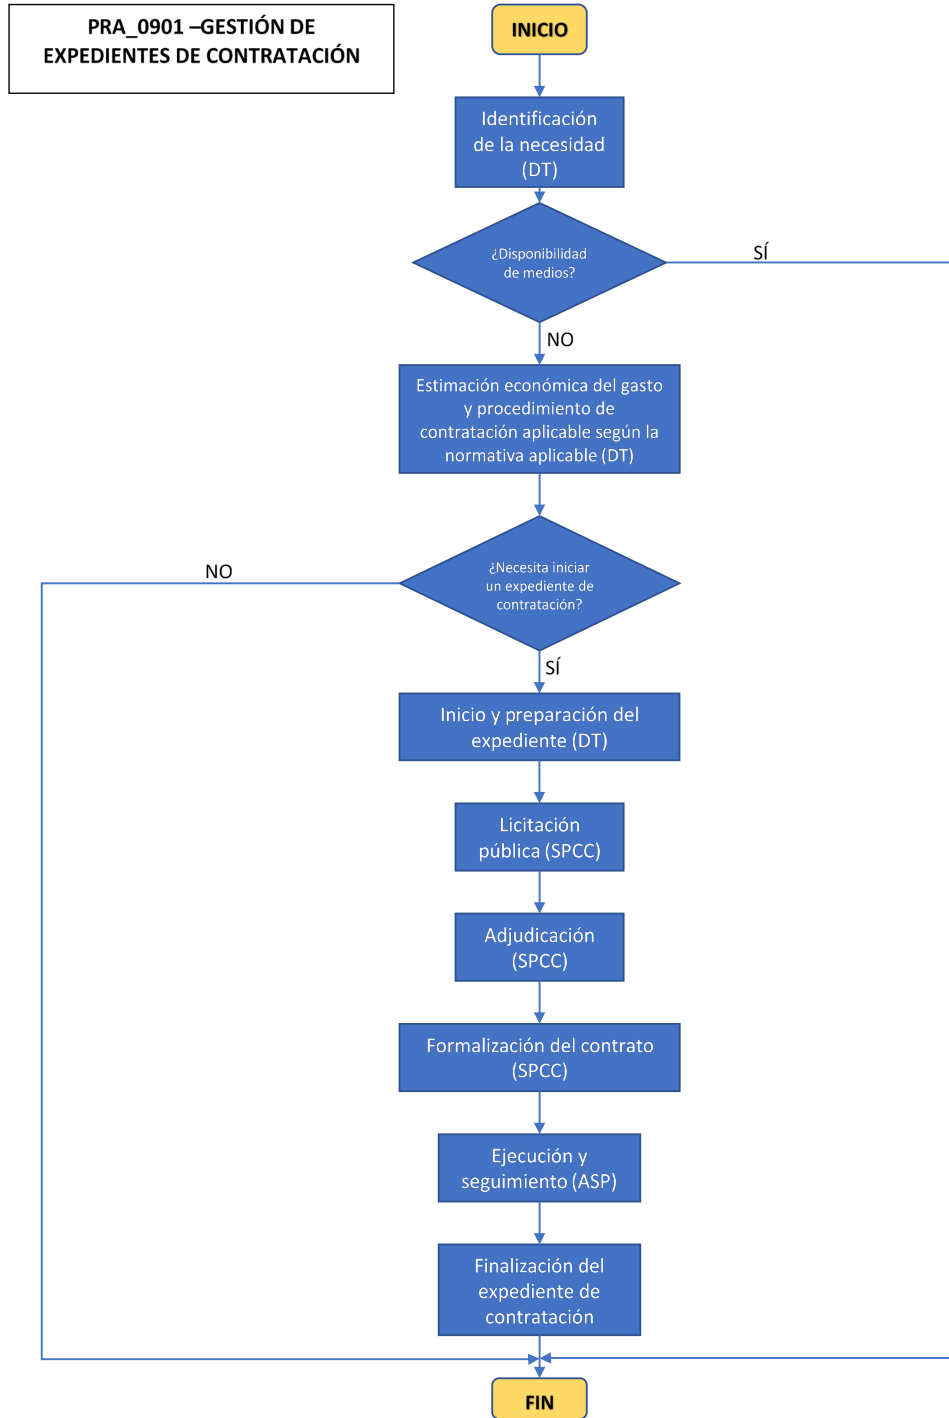 PRA_0901 –GESTIÓN DE
EXPEDIENTES DE CONTRATACIÓN
INICIO
Identificación
de la necesidad
(DT)
¿Disponibilidad
de medios?
SÍ
NO
Estimación económica del gasto
y procedimiento de
contratación aplicable según la
normativa aplicable (DT)
¿Necesita iniciar
un expediente de
contratación?
NO
SÍ
Inicio y preparación del
expediente (DT)
Licitación
pública (SPCC)
Adjudicación
(SPCC)
Formalización del contrato
(SPCC)
Ejecución y
seguimiento (ASP)
Finalización del
expediente de
contratación
FIN